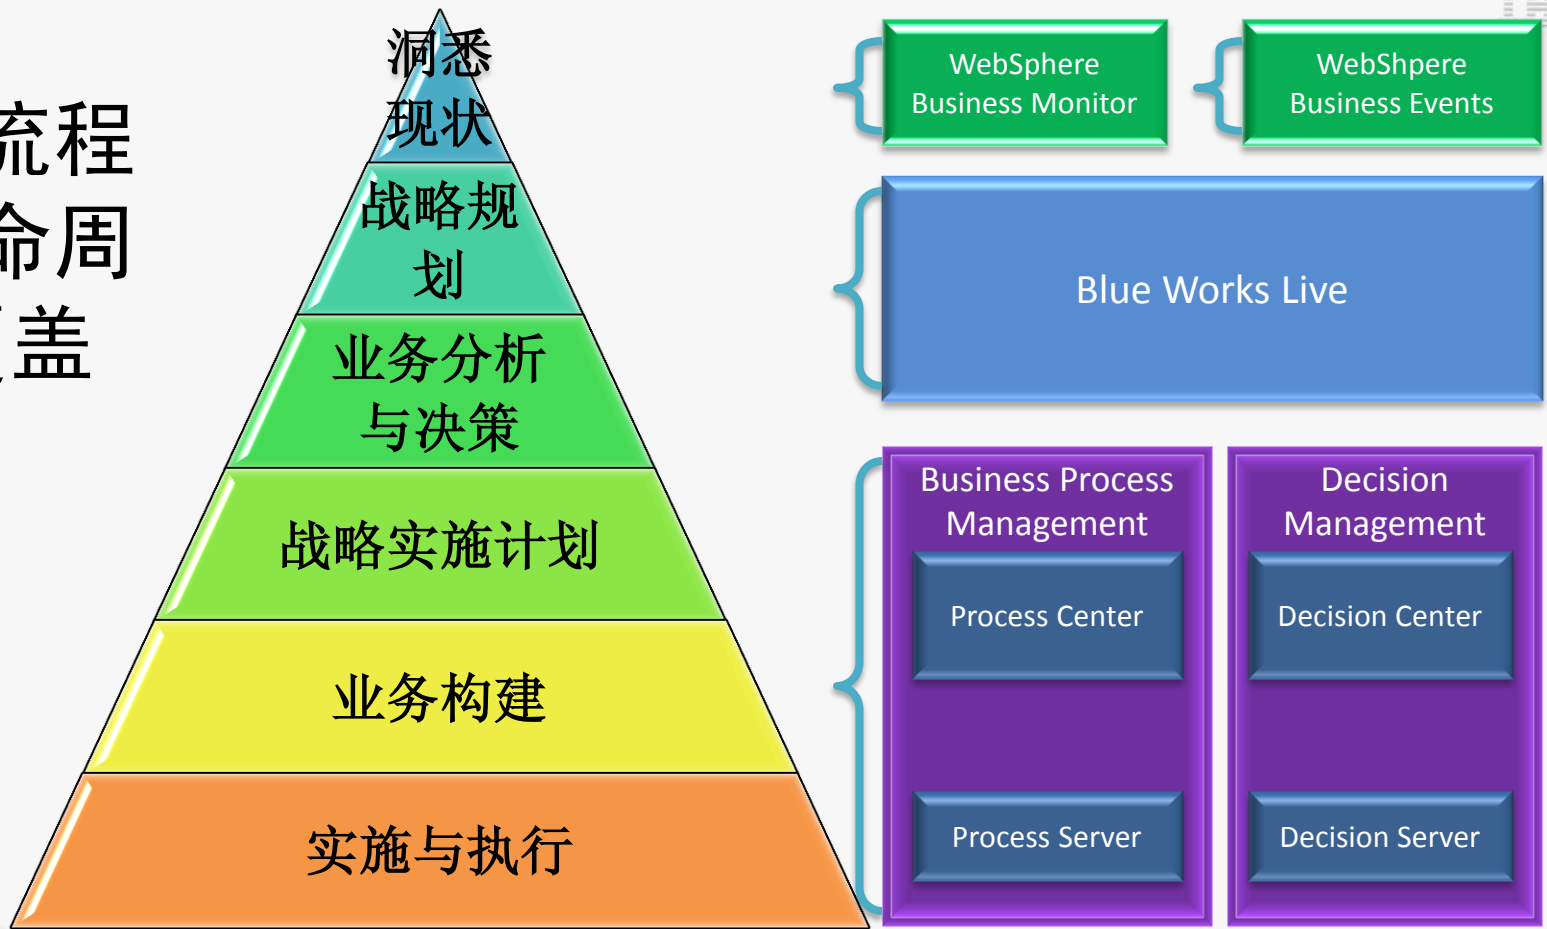 流程
命周
盖
洞悉
现状
战略规
划
业务分析
与决策
战略实施计划
业务构建
实施与执行
WebSphere
Business Monitor
WebShpere
Business Events
Blue Works Live
Business Process
Management
Process Center
Process Server
Decision
Management
Decision Center
Decision Server